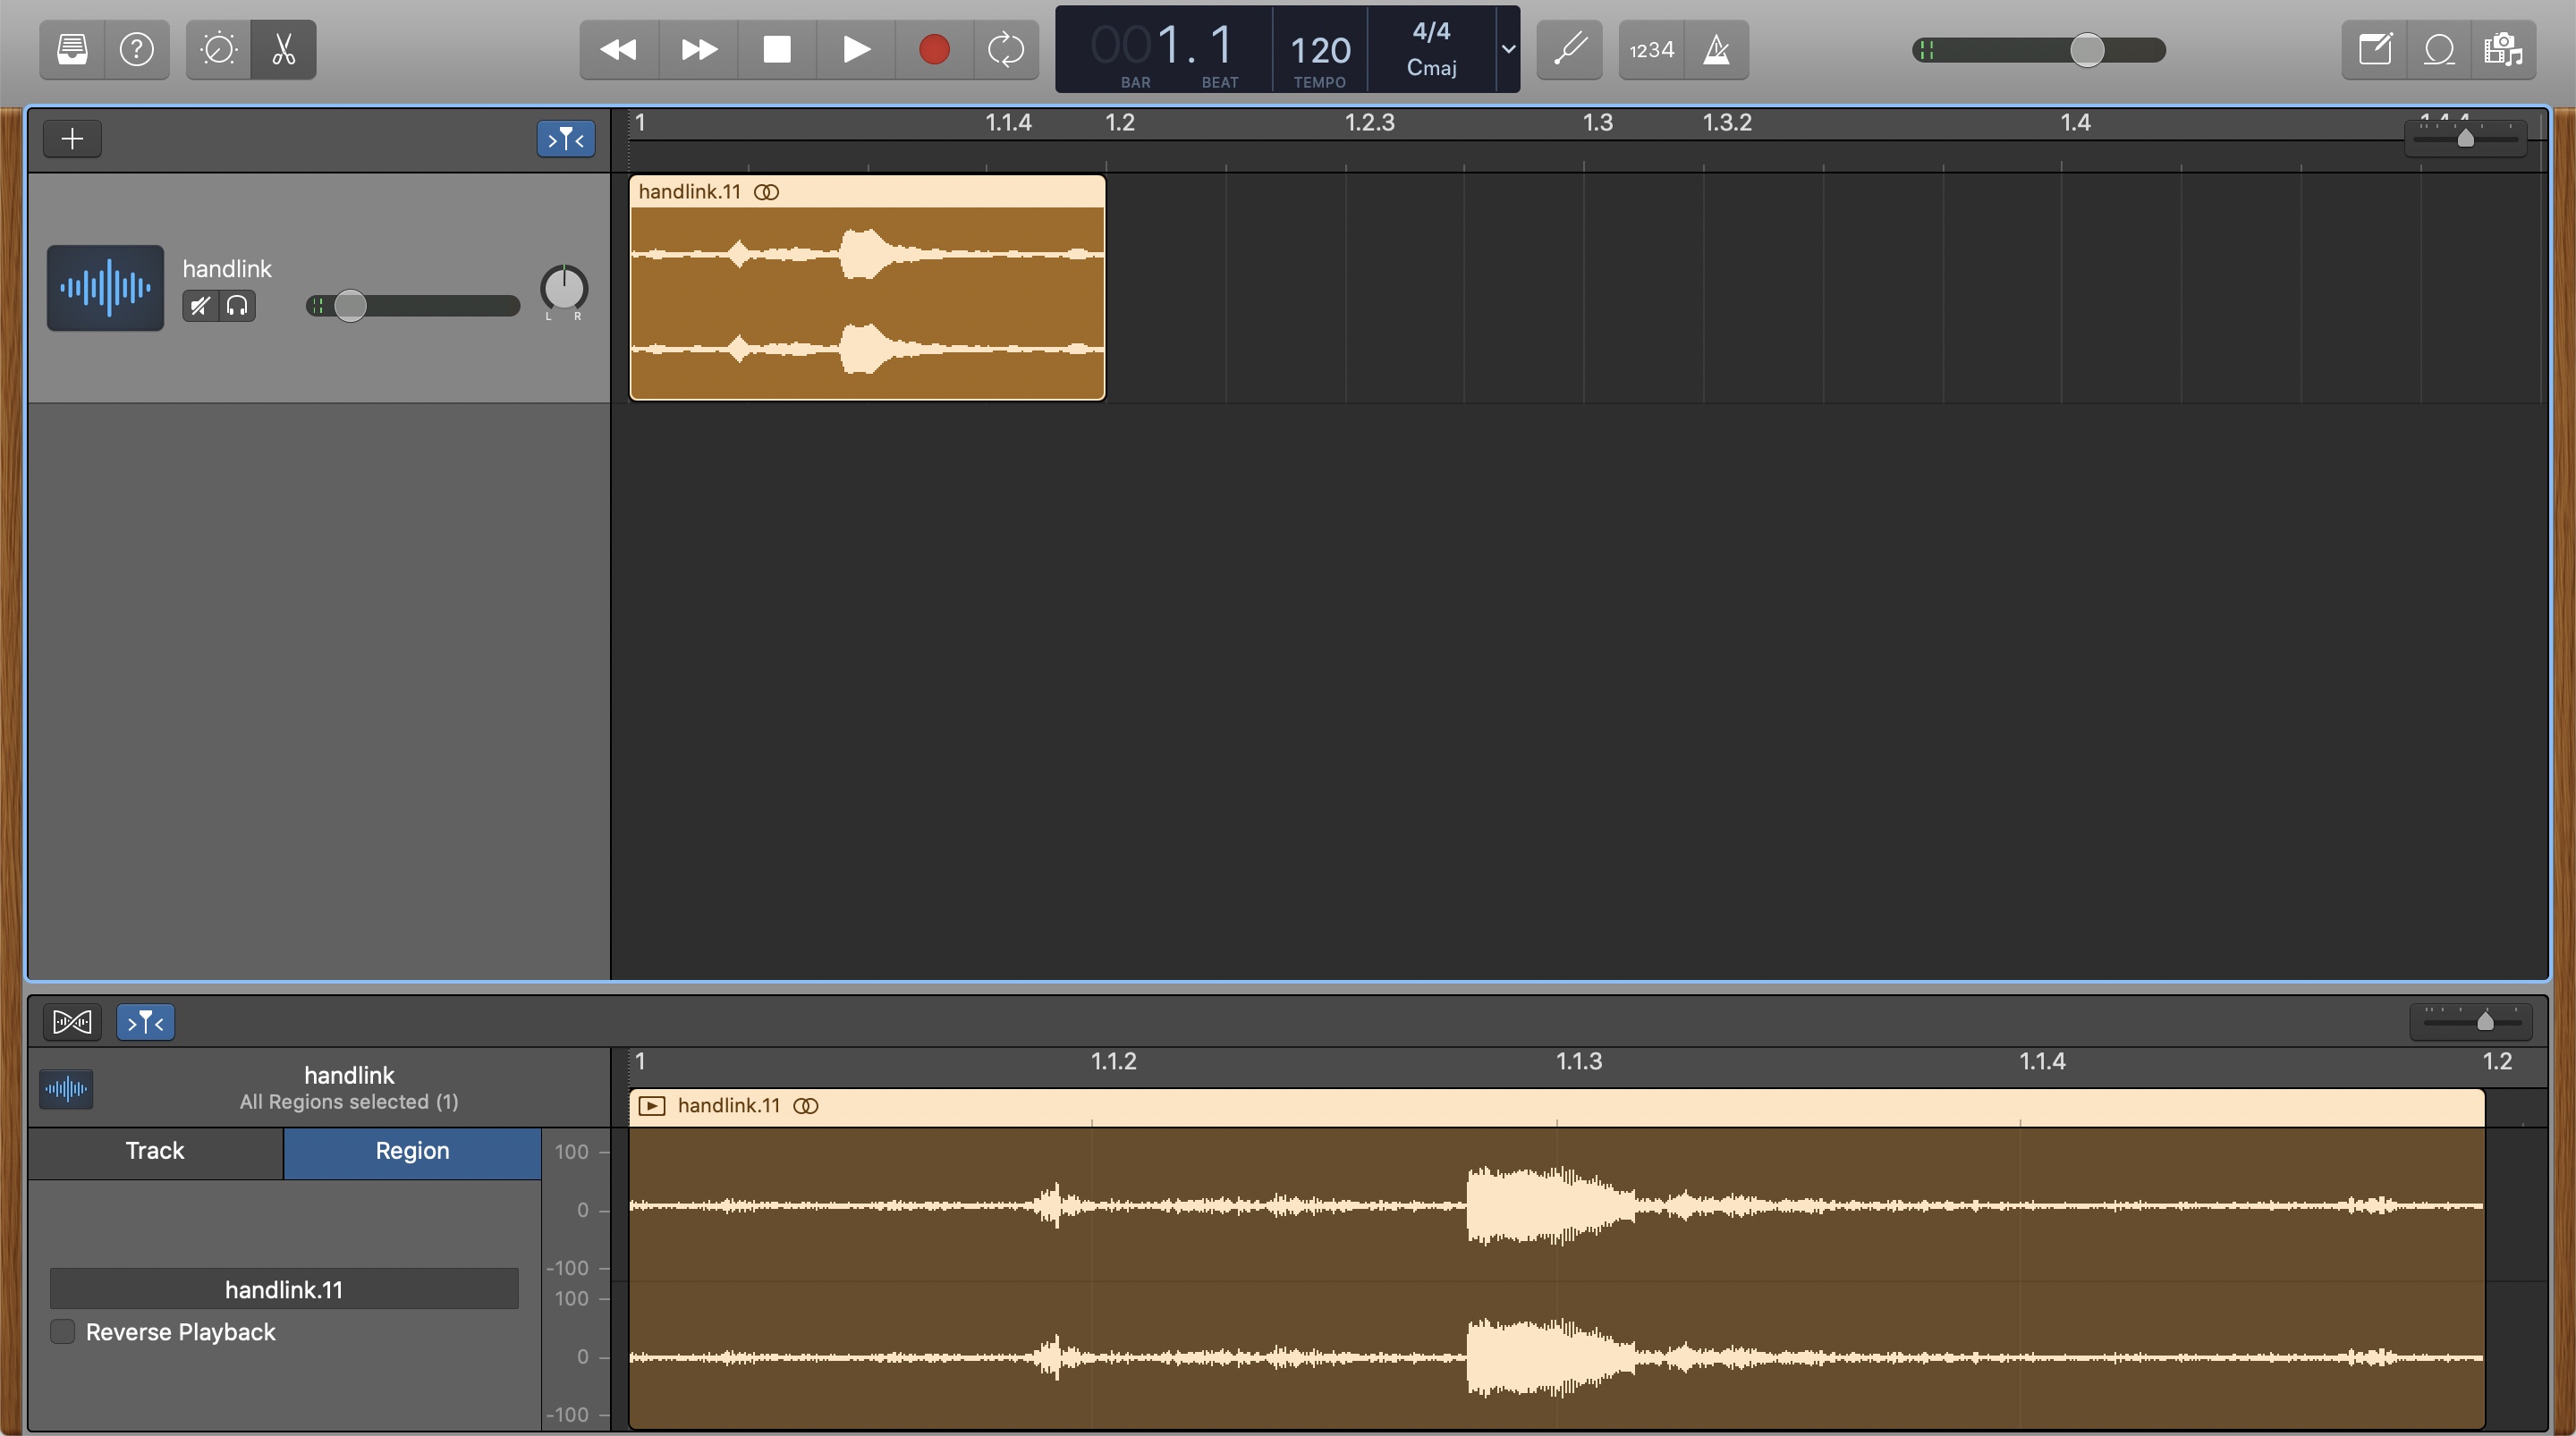 001. 1
BAR BEAT
120
TEMPO
4/4
Cmaj
1234
1 1.1.4 1.2 1.2.3 1.3 1.3.2 1.4
handlink.11
handlink
L R
1 1.1.2 1.1.3 1.1.4 1.2
handlink
All Regions selected (1)
handlink.11
Track Region
100
0
-100
100
0
-100
handlink.11
Reverse Playback